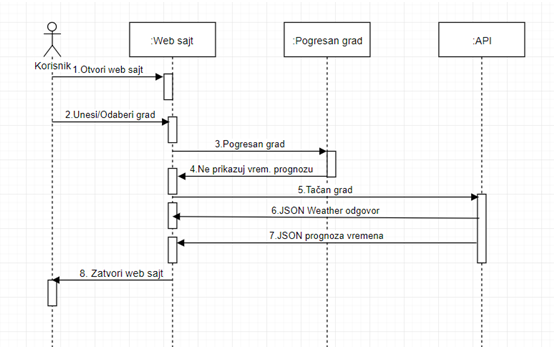 :Web sajt
:Pogresan grad
:API
Korisnik
1.Otvori web sajt
2.Unesi/Odaberi grad
3.Pogresan grad
4.Ne prikazuj vrem. prognozu
5.Tačan grad
6.JSON Weather odgovor
7.JSON prognoza vremena
8. Zatvori web sajt